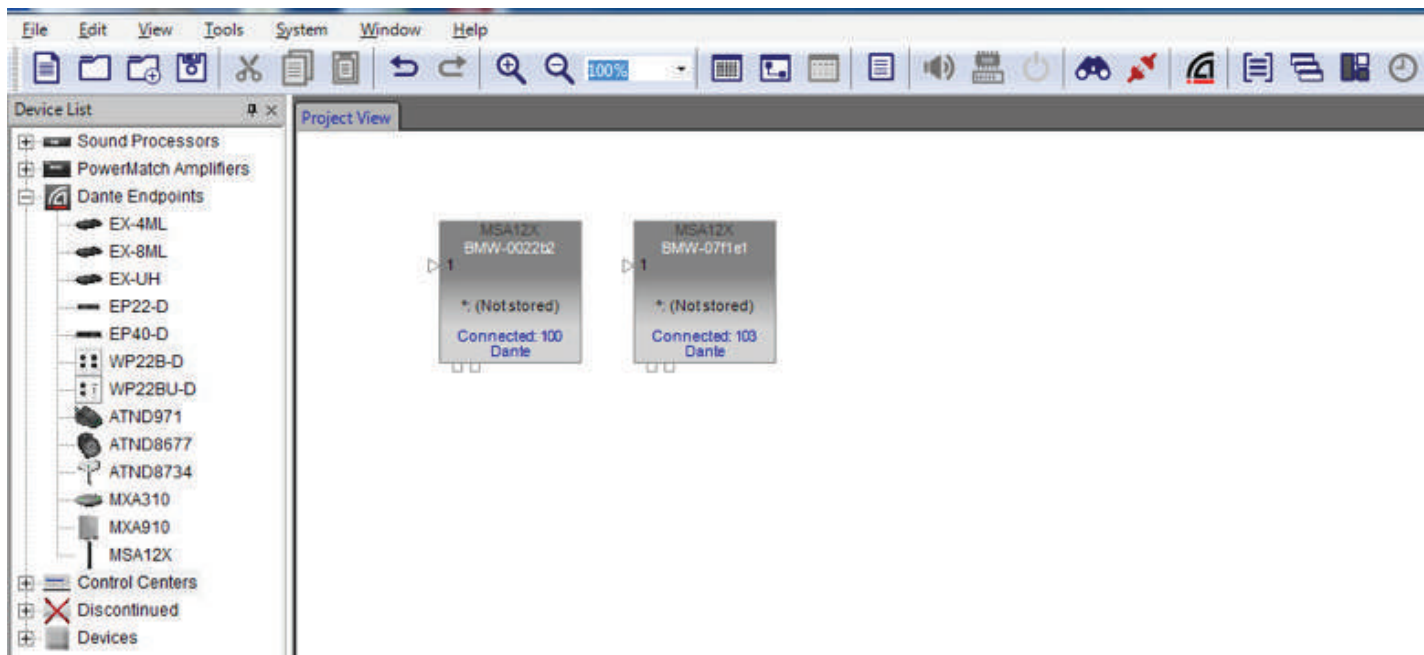 File Edit View Tools System Window Help
100%
Device List
Project View
Sound Processors
PowerMatch Amplifiers
Dante Endpoints
EX-4ML
EX-8ML
EX-UH
EP22-D
EP40-D
WP22B-D
WP22BU-D
ATND971
ATND8677
ATND8734
MXA310
MXA910
MSA12X
Control Centers
Discontinued
Devices
MSA12X
BMW-0022b2
1
*: (Not stored)
Connected: 100
Dante
MSA12X
BMW-07f1e1
1
*: (Not stored)
Connected: 103
Dante